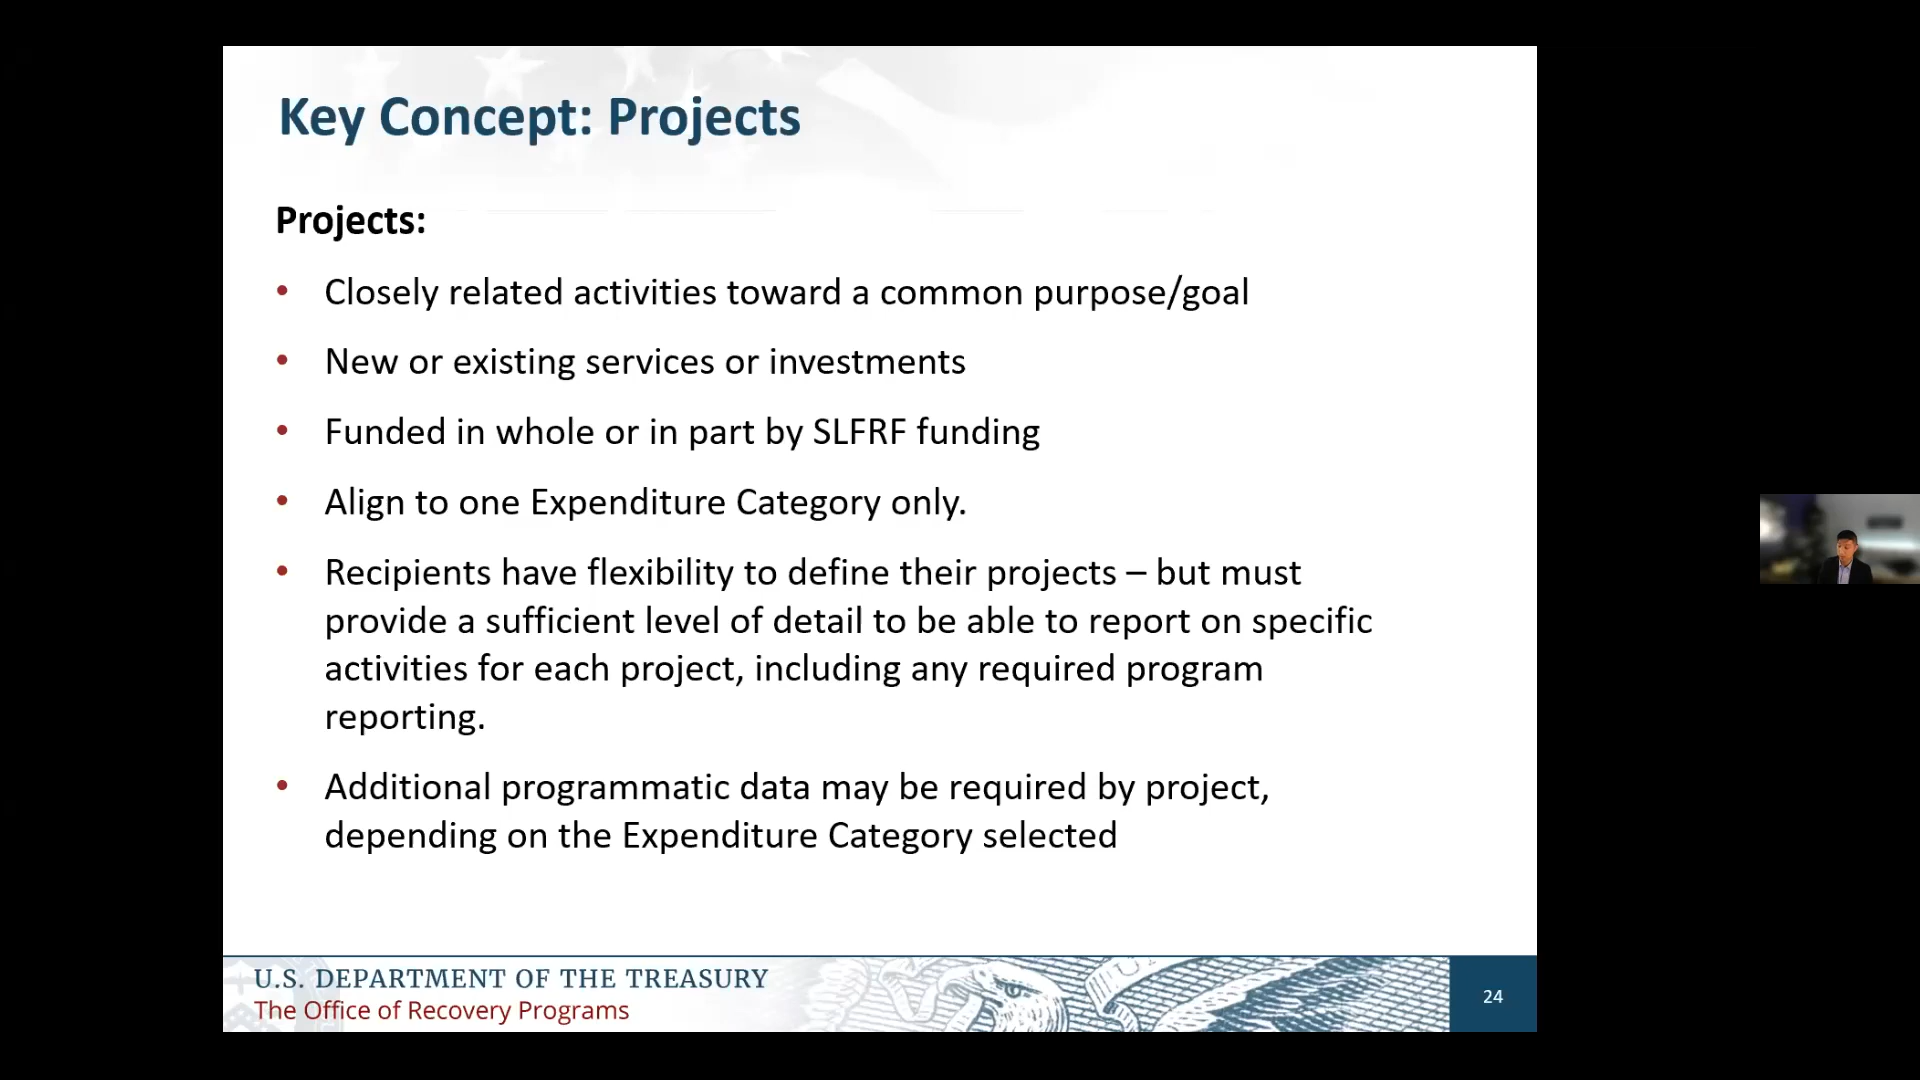 Key Concept: Projects
Projects:
• Closely related activities toward a common purpose/goal
• New or existing services or investments
• Funded in whole or in part by SLFRF funding
• Align to one Expenditure Category only.
• Recipients have flexibility to define their projects – but must
provide a sufficient level of detail to be able to report on specific
activities for each project, including any required program
reporting.
• Additional programmatic data may be required by project,
depending on the Expenditure Category selected
U.S. DEPARTMENT OF THE TREASURY
The Office of Recovery Programs
24